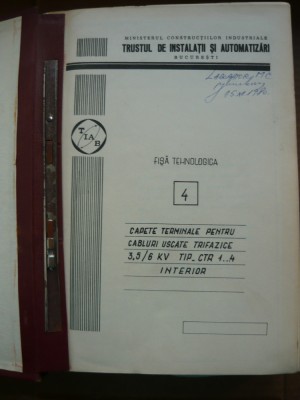 MINISTERUL CONSTRUCȚIILOR INDUSTRIALE
TRUSTUL DE INSTALAȚII ȘI AUTOMATIZĂRI
BUCUREȘTI
TIAB
FIȘĂ TEHNOLOGICA
4
CAPETE TERMINALE PENTRU
CABLURI USCATE TRIFAZICE
3,5/6 KV TIP CTR 1..4
INTERIOR